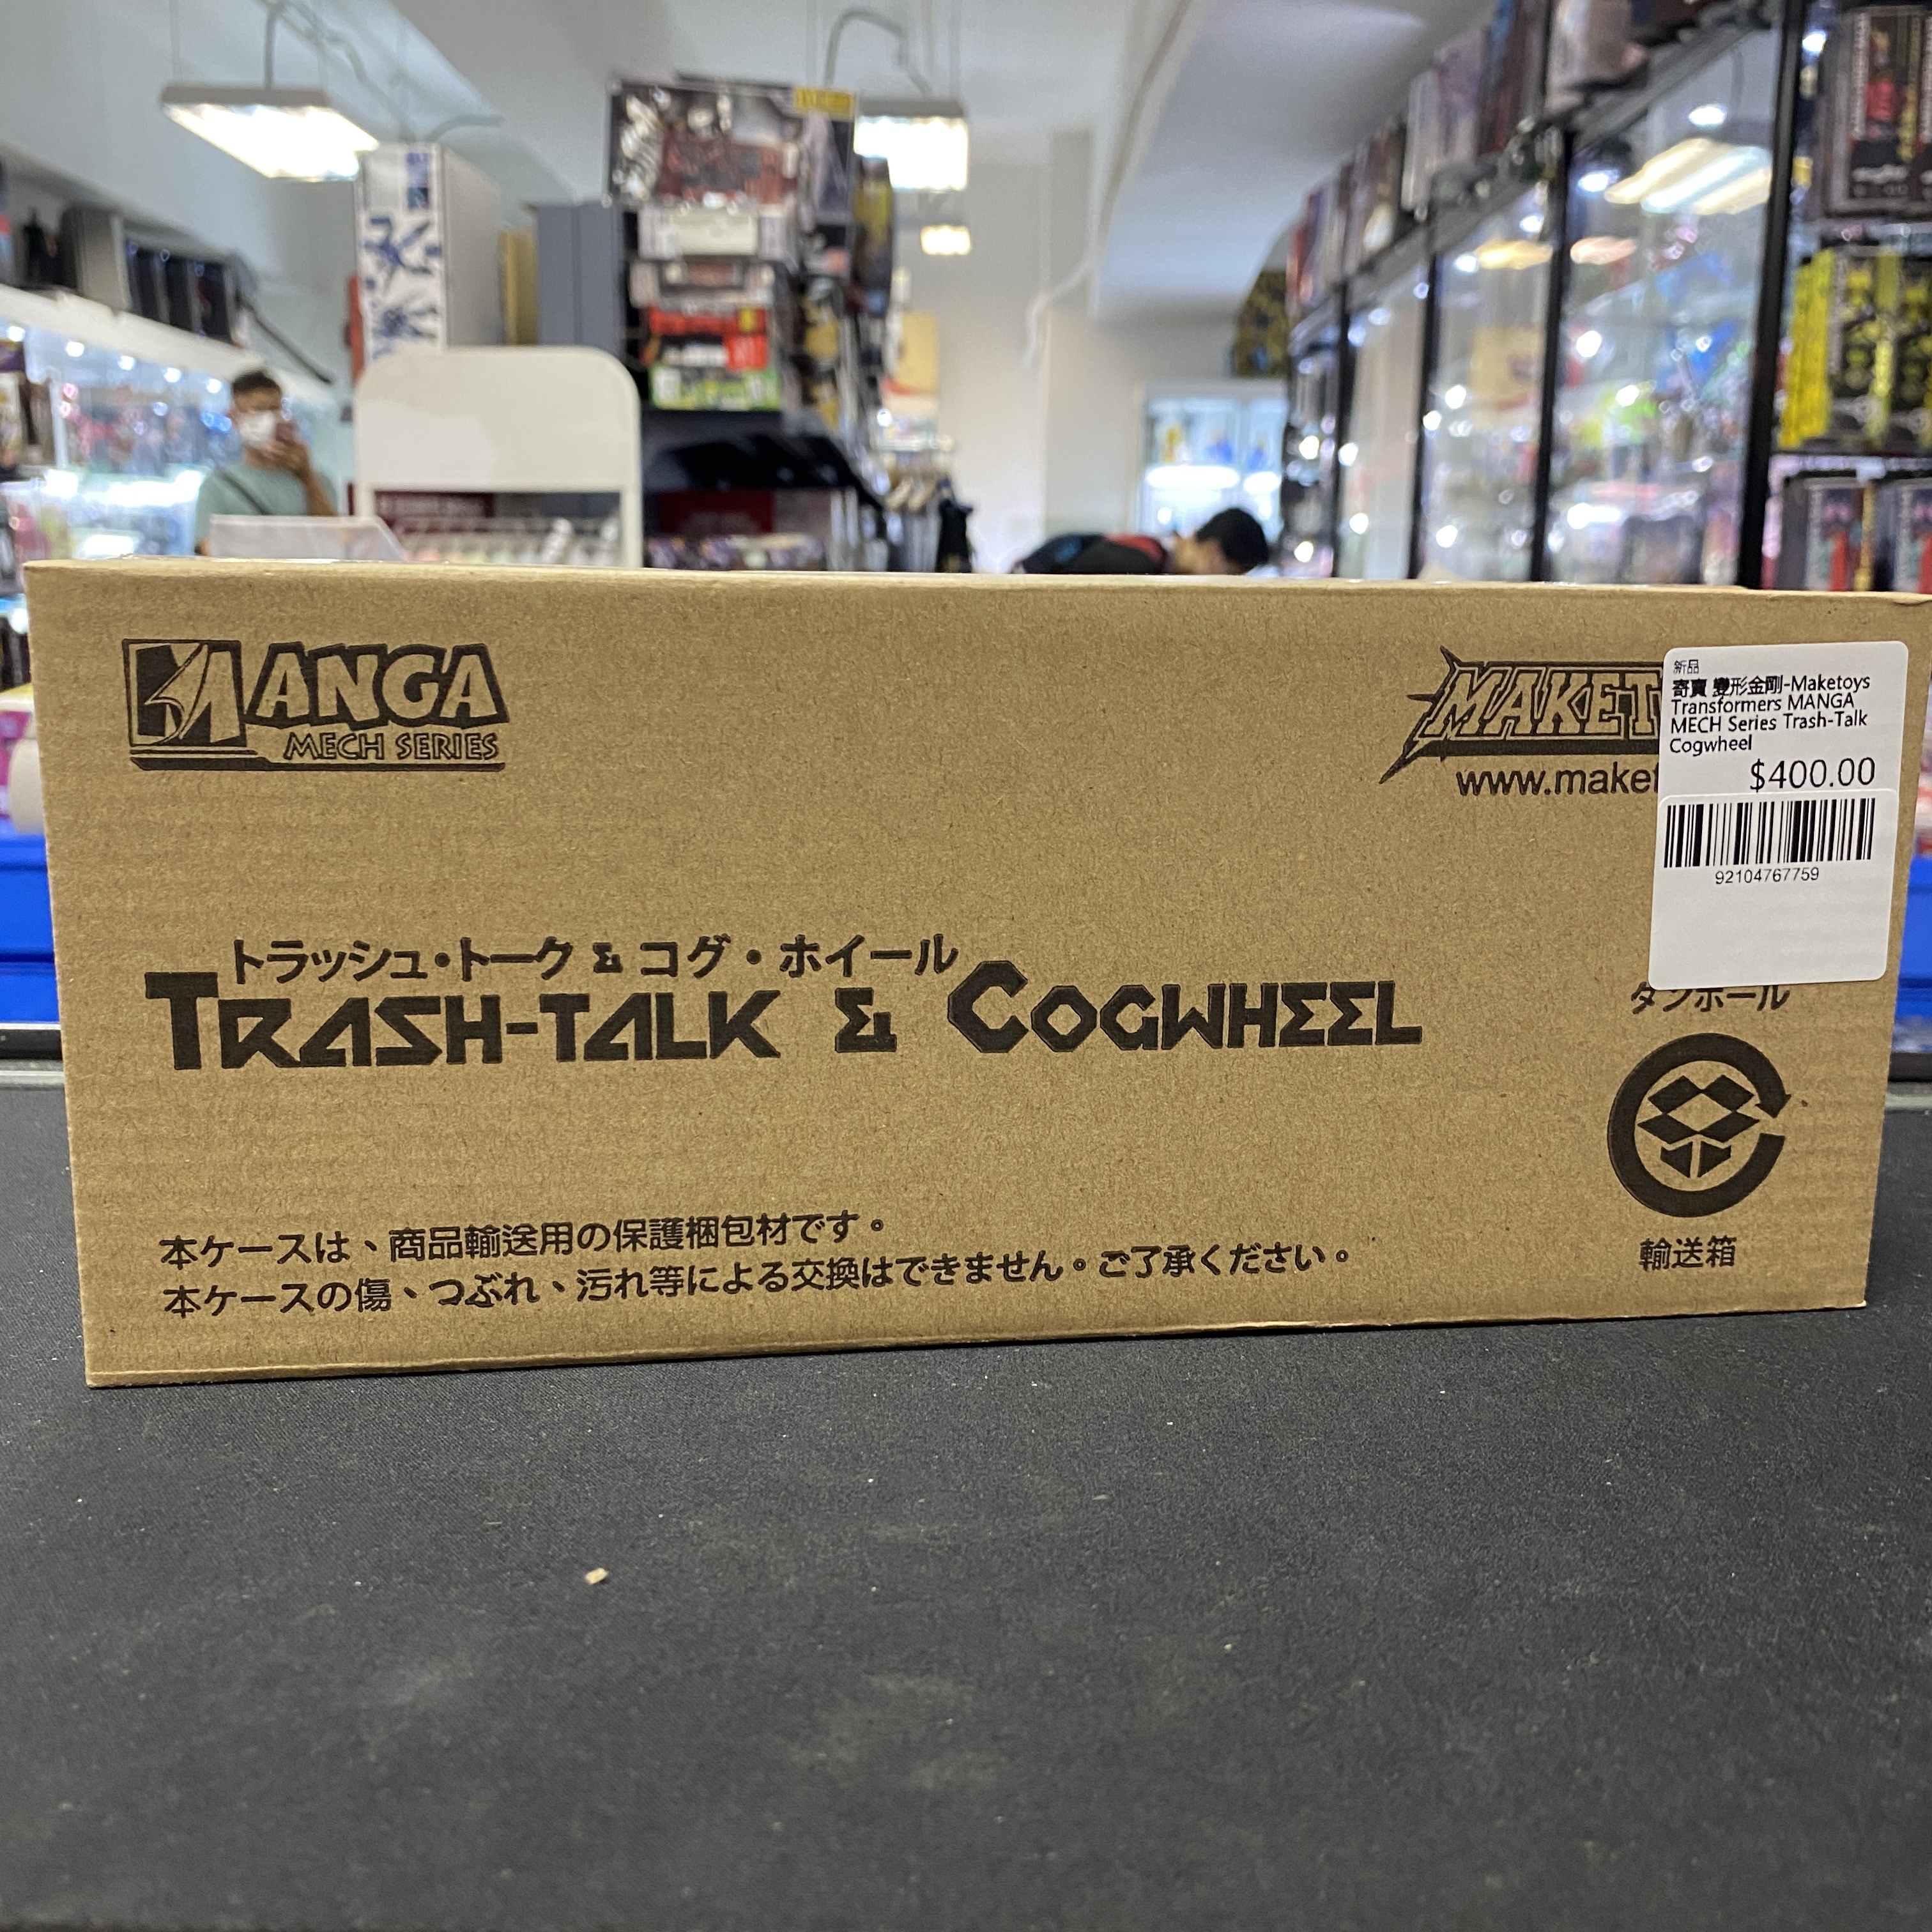 MANGA
MECH SERIES
MAKET
www.maket
新品
寄賣 變形金剛-Maketoys
Transformers MANGA
MECH Series Trash-Talk
Cogwheel
$400.00
92104767759
トラッシュ・トーク & コグ・ホイール
TRASH-TALK & COGWHEEL
ダンボール
輸送箱
本ケースは、商品輸送用の保護梱包材です。
本ケースの傷、つぶれ、汚れ等による交換はできません。ご了承ください。